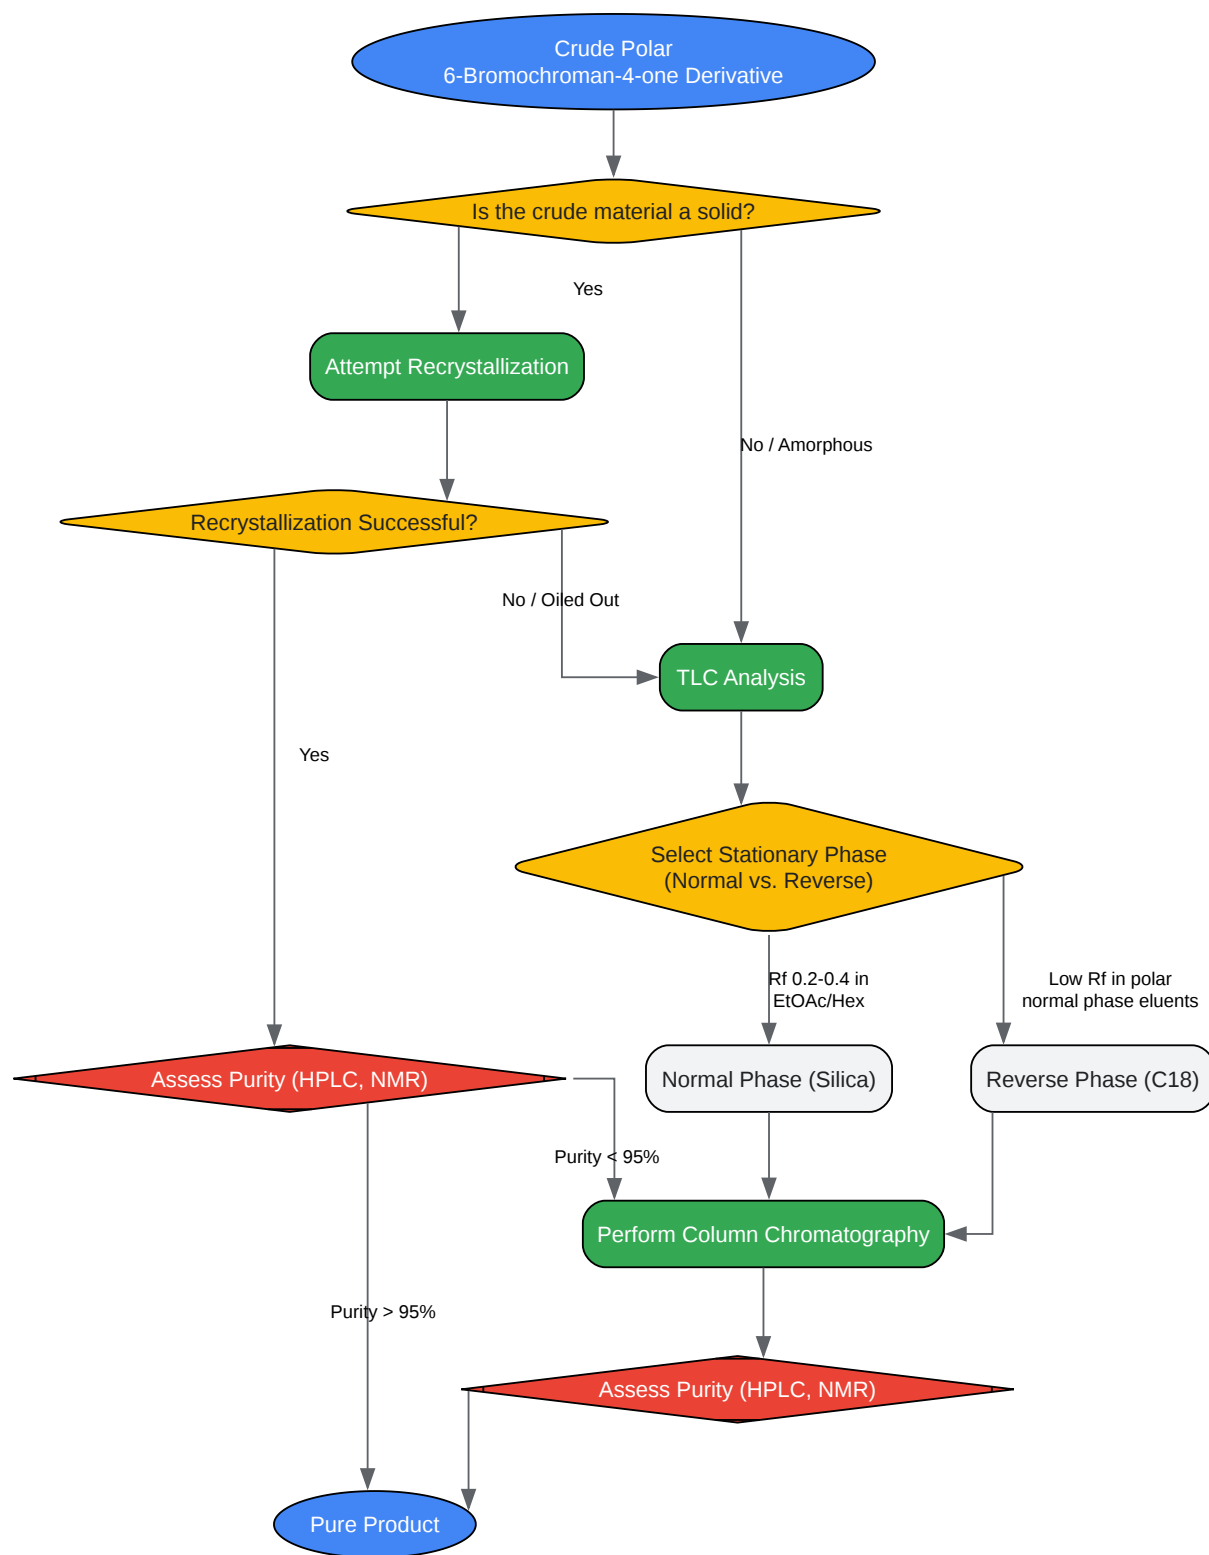 Crude Polar
6-Bromochroman-4-one Derivative
Is the crude material a solid?
Yes
Attempt Recrystallization
No / Amorphous
Recrystallization Successful?
No / Oiled Out
TLC Analysis
Yes
Select Stationary Phase
(Normal vs. Reverse)
Rf 0.2-0.4 in
EtOAc/Hex
Low Rf in polar
normal phase eluents
Assess Purity (HPLC, NMR)
Normal Phase (Silica)
Reverse Phase (C18)
Purity < 95%
Perform Column Chromatography
Purity > 95%
Assess Purity (HPLC, NMR)
Pure Product